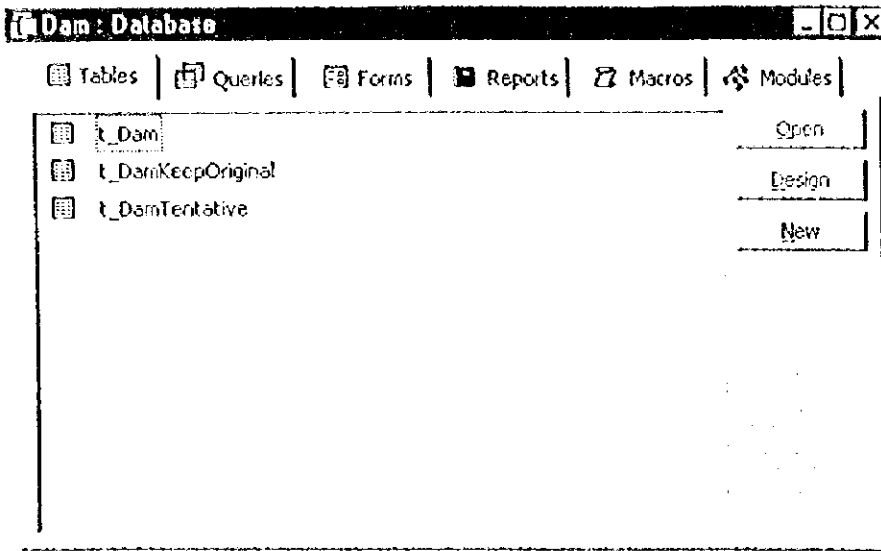 Dam : Database
Tables Queries Forms Reports Macros Modules
t_Dam Open
t_DamKeepOriginal Design
t_DamTentative New